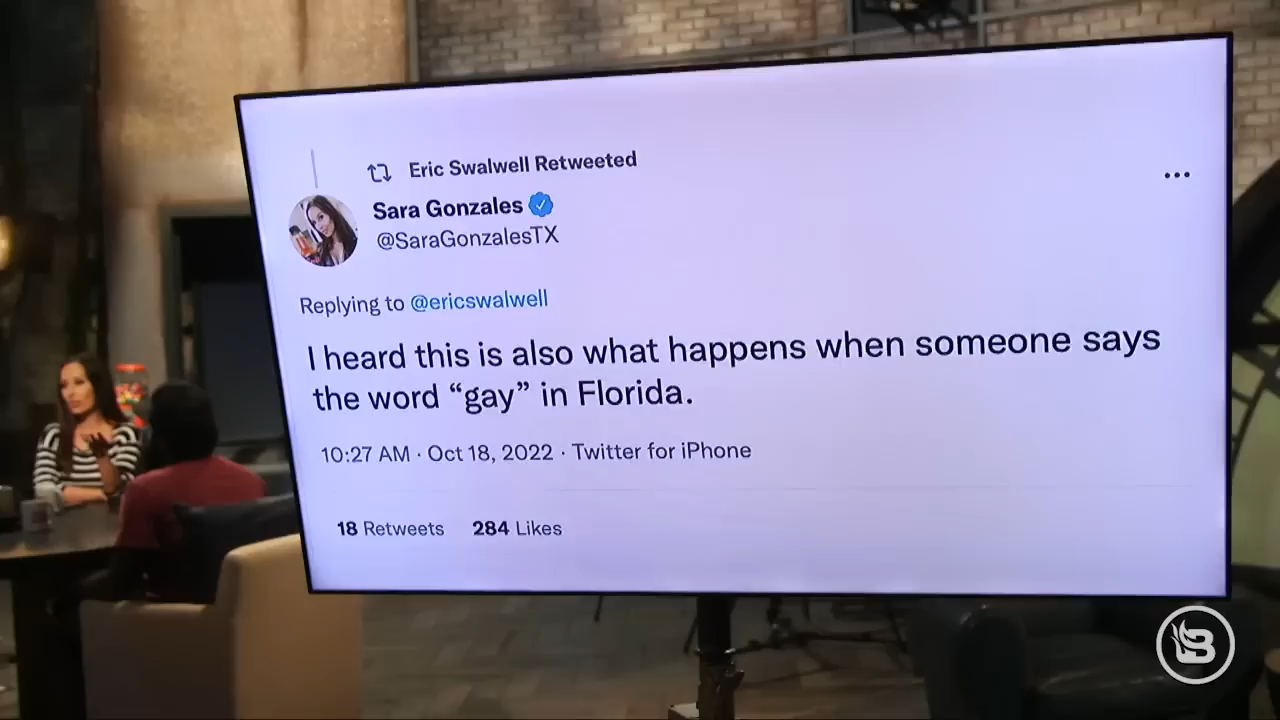 Eric Swalwell Retweeted
Sara Gonzales
@SaraGonzalesTX
Replying to @ericswalwell
I heard this is also what happens when someone says
the word “gay” in Florida.
10:27 AM · Oct 18, 2022 · Twitter for iPhone
18 Retweets 284 Likes
B